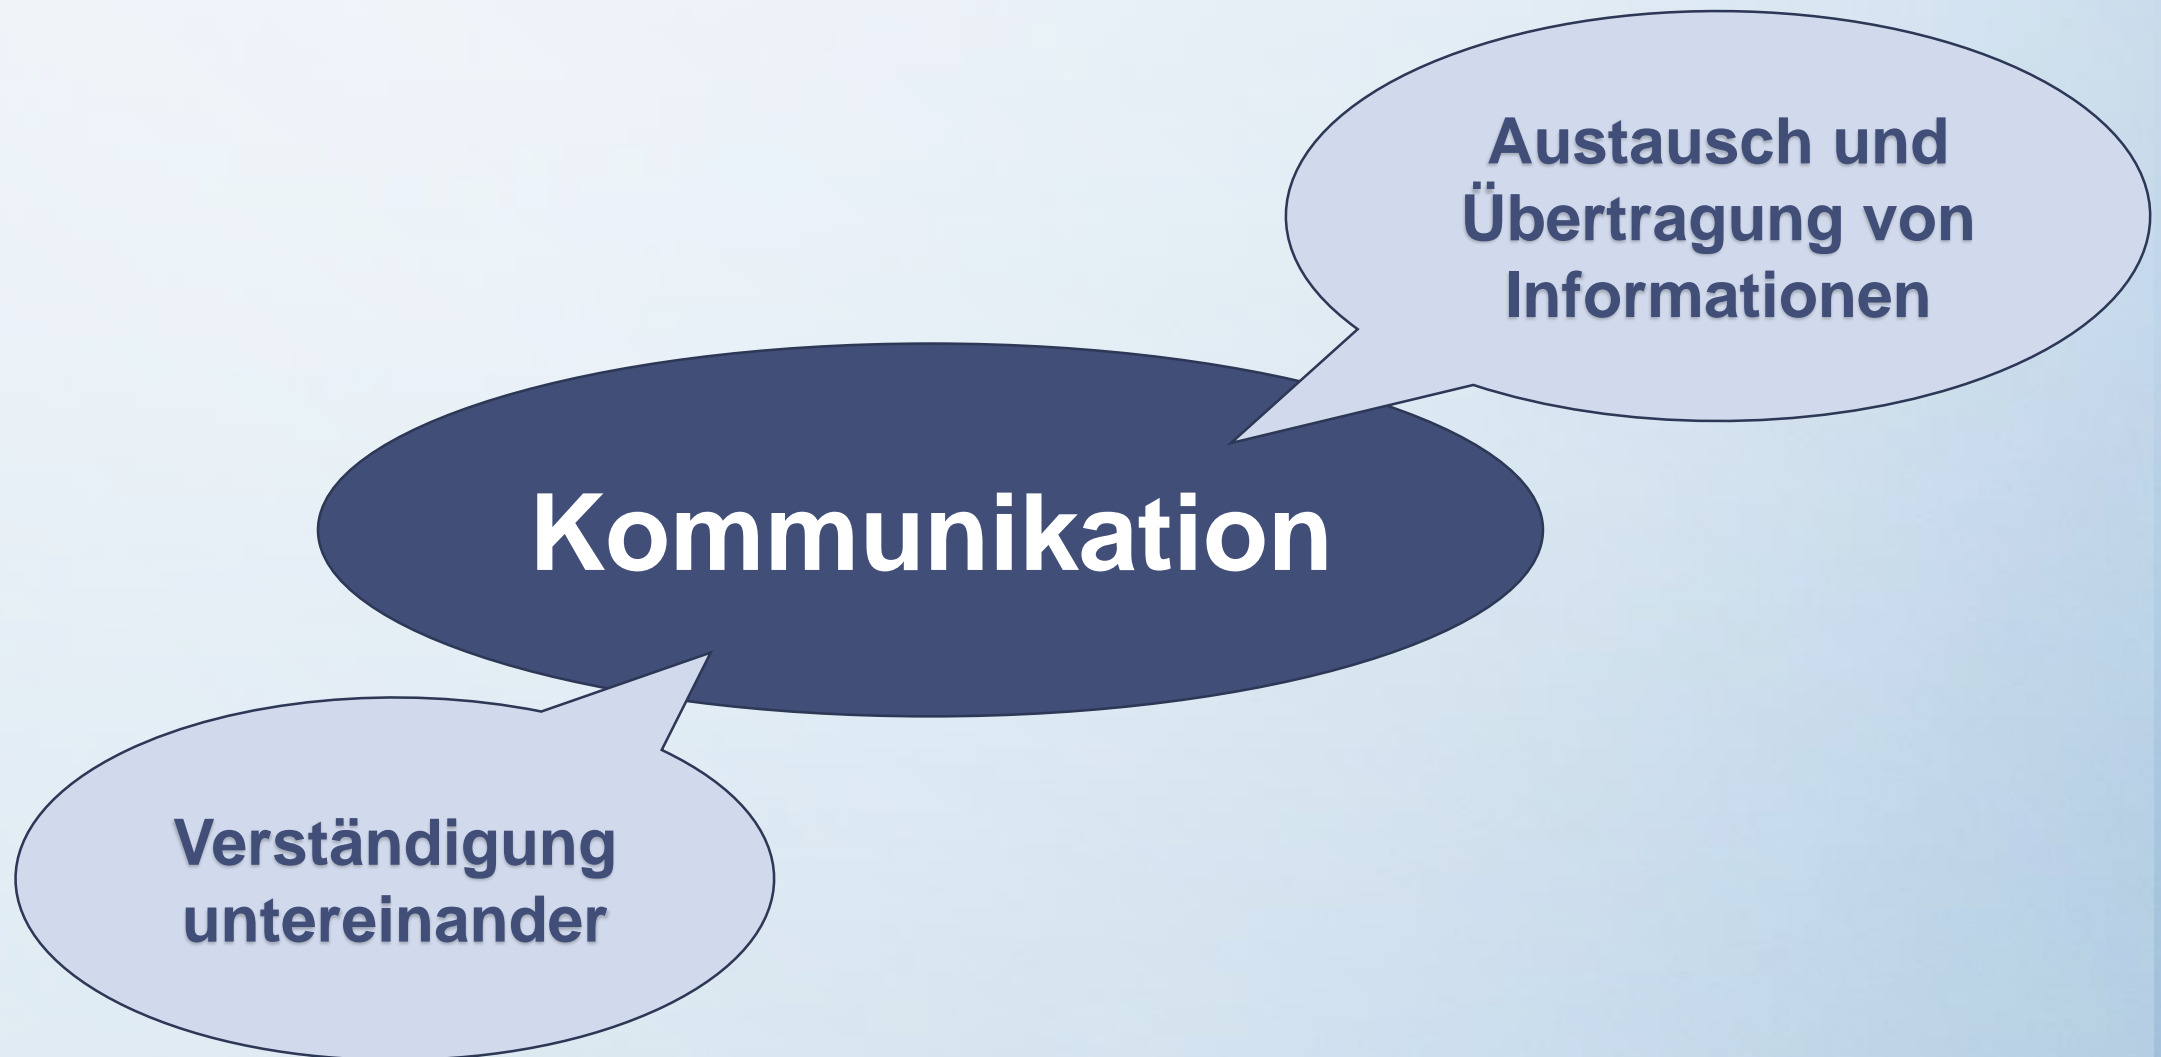 Austausch und
Übertragung von
Informationen
Kommunikation
Verständigung
untereinander